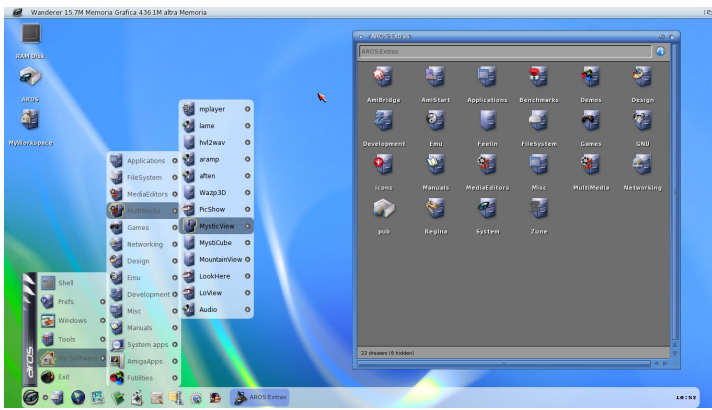 Wanderer 15.7M Memoria Grafica 436.1M altra Memoria
RAM Disk
AROS
MyWorkspace
AROS Extras
AROS Extras
AmiBridge AmiStart Applications Benchmarks Demos Design
Development Emu Feelin FileSystem Games GNU
icons Manuals MediaEditors Misc MultiMedia Networking
pub Regina System Zune
22 drawers (6 hidden)
mplayer
lame
hvl2wav
aramp
aften
Wazp3D
PicShow
MysticView
MystiCube
MountainView
LookHere
LoView
Audio
Applications
FileSystem
MediaEditors
MultiMedia
Games
Networking
Design
Emu
Development
Misc
Manuals
System apps
AmigaApps
Futilities
Shell
Prefs
Windows
Tools
My Software
Exit
aros
AROS Extras
10:52